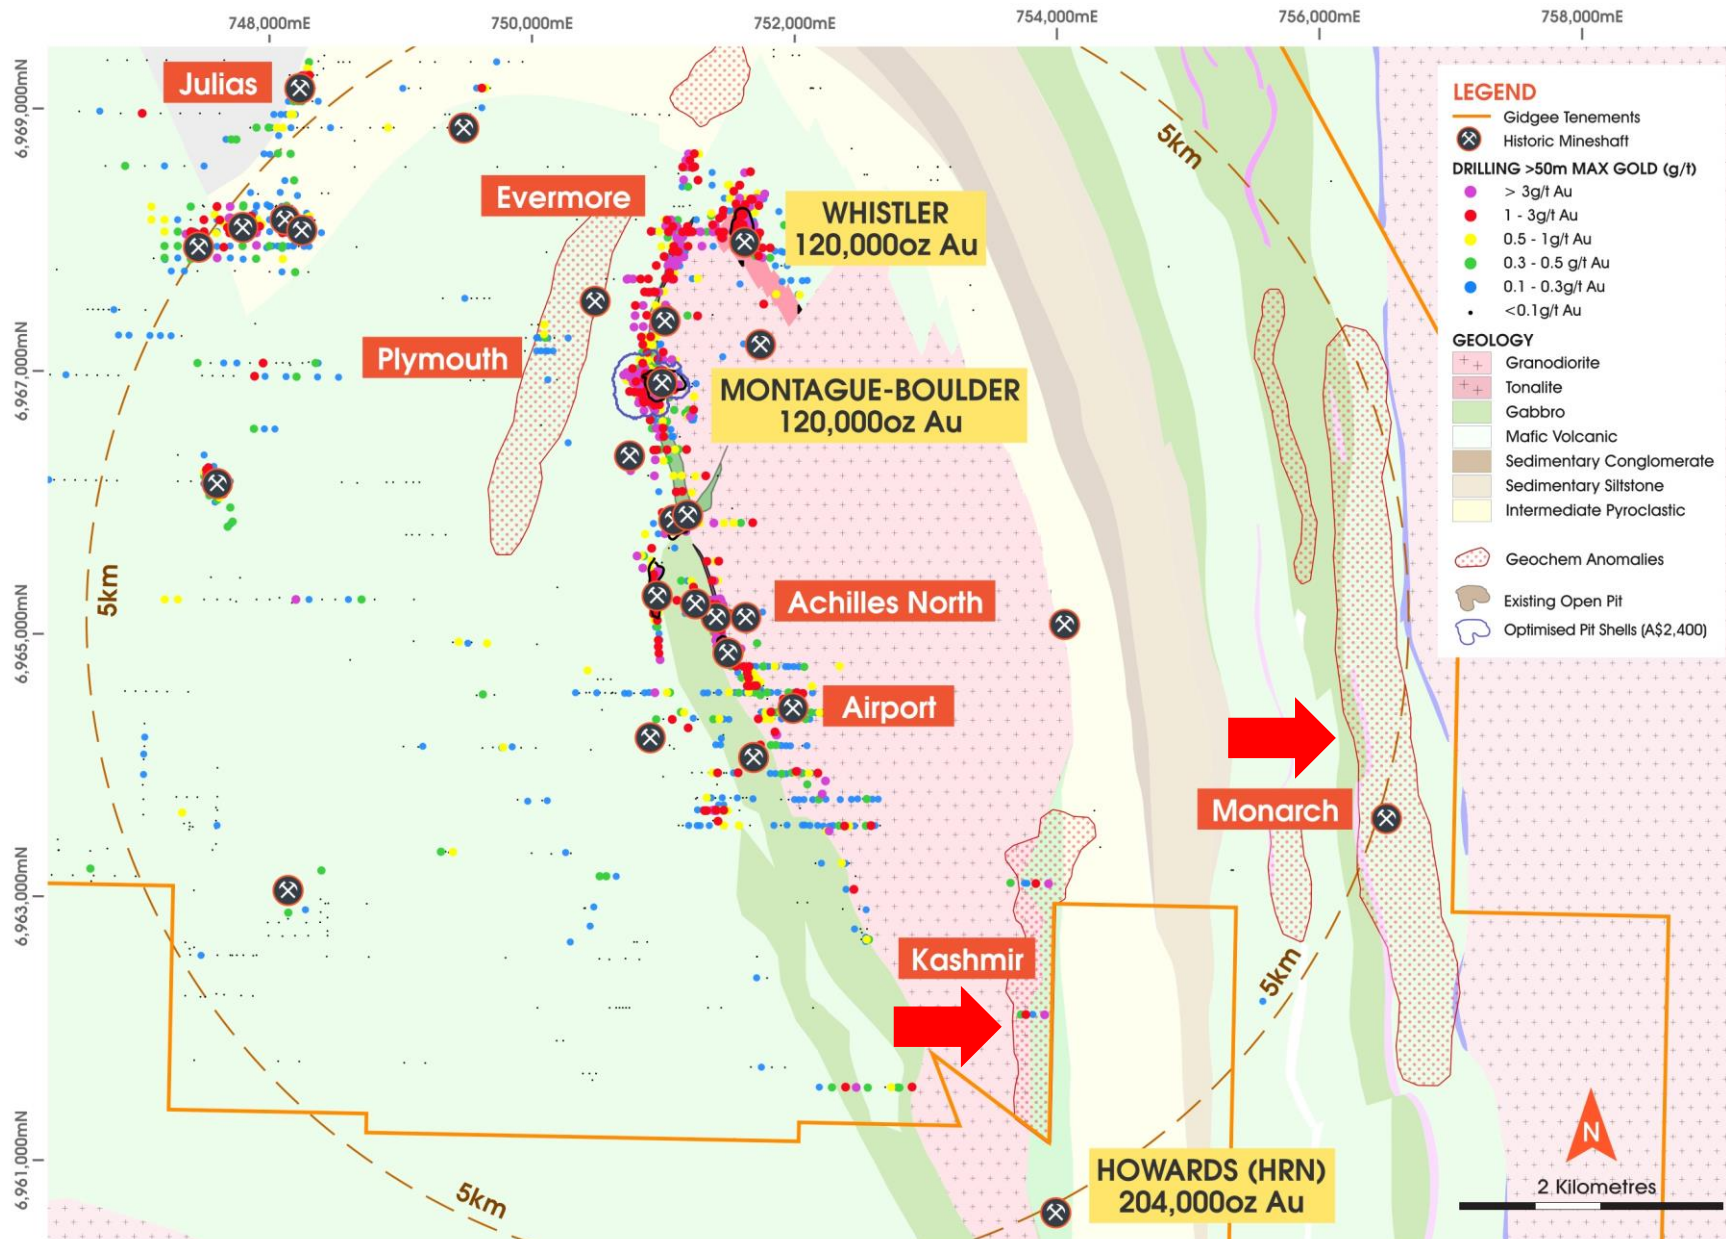 748,000mE
750,000mE
752,000mE
754,000mE
756,000mE
758,000mE
6,969,000mN
6,967,000mN
6,965,000mN
6,963,000mN
6,961,000mN
Julias
Evermore
WHISTLER
120,000oz Au
Plymouth
MONTAGUE-BOULDER
120,000oz Au
Achilles North
Airport
Monarch
Kashmir
HOWARDS (HRN)
204,000oz Au
5km
5km
5km
5km
LEGEND
Gidgee Tenements
Historic Mineshaft
DRILLING >50m MAX GOLD (g/t)
> 3g/t Au
1 - 3g/t Au
0.5 - 1g/t Au
0.3 - 0.5 g/t Au
0.1 - 0.3g/t Au
<0.1g/t Au
GEOLOGY
Granodiorite
Tonalite
Gabbro
Mafic Volcanic
Sedimentary Conglomerate
Sedimentary Siltstone
Intermediate Pyroclastic
Geochem Anomalies
Existing Open Pit
Optimised Pit Shells (A$2,400)
N
2 Kilometres